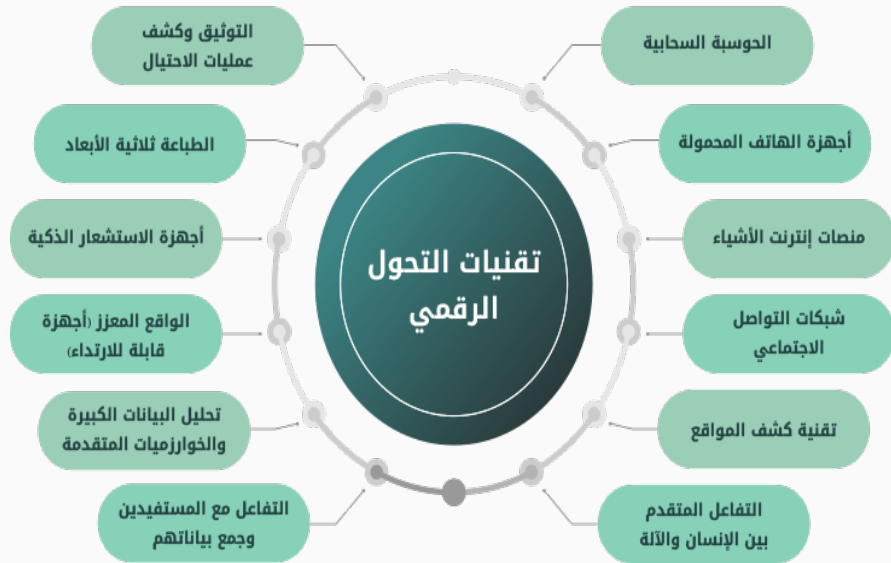 تقنيات التحول
الرقمي
الحوسبة السحابية
أجهزة الهاتف المحمولة
منصات إنترنت الأشياء
شبكات التواصل
الاجتماعي
تقنية كشف المواقع
التفاعل المتقدم
بين الإنسان والآلة
التوثيق وكشف
عمليات الاحتيال
الطباعة ثلاثية الأبعاد
أجهزة الاستشعار الذكية
الواقع المعزز (أجهزة
قابلة للارتداء)
تحليل البيانات الكبيرة
والخوارزميات المتقدمة
التفاعل مع المستفيدين
وجمع بياناتهم